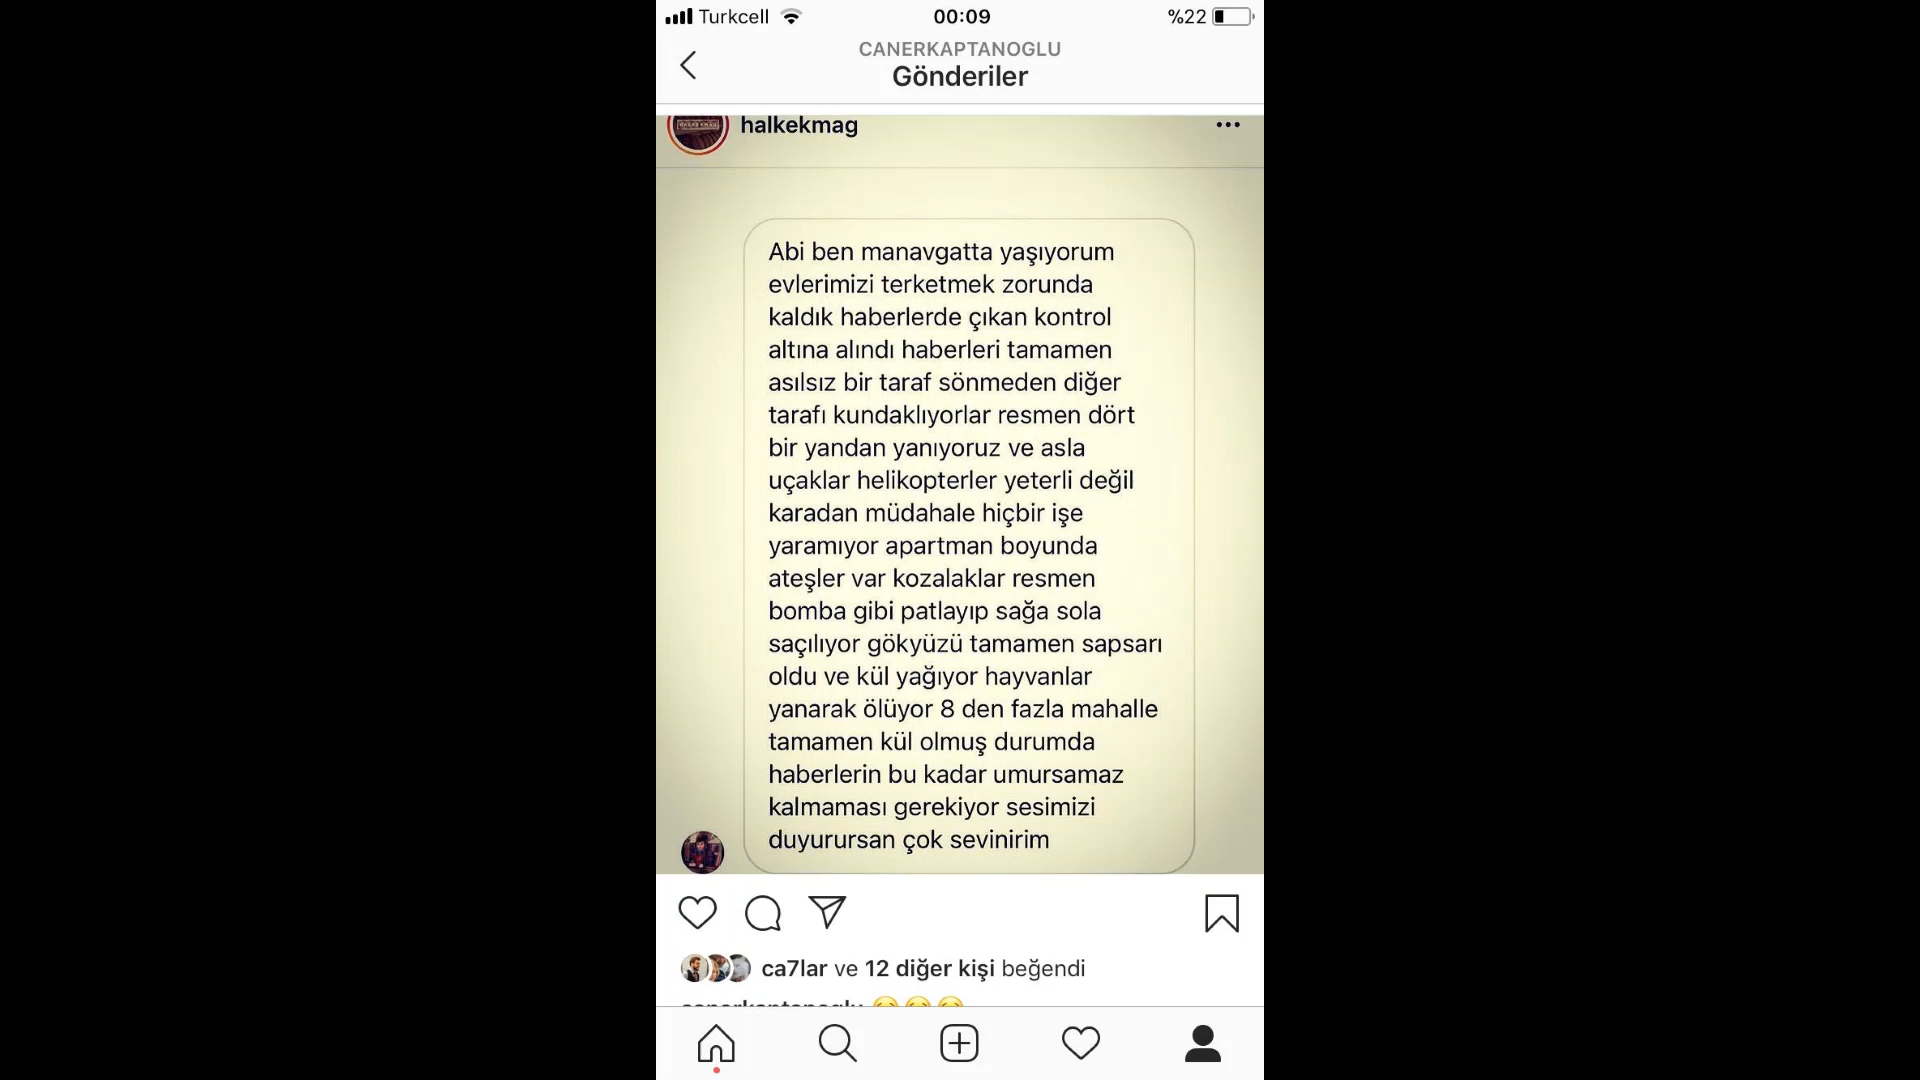 Turkcell 00:09 %22
CANERKAPTANOGLU
Gönderiler
halkekmag
Abi ben manavgatta yaşıyorum
evlerimizi terketmek zorunda
kaldık haberlerde çıkan kontrol
altına alındı haberleri tamamen
asılsız bir taraf sönmeden diğer
tarafı kundaklıyorlar resmen dört
bir yandan yanıyoruz ve asla
uçaklar helikopterler yeterli değil
karadan müdahale hiçbir işe
yaramıyor apartman boyunda
ateşler var kozalaklar resmen
bomba gibi patlayıp sağa sola
saçılıyor gökyüzü tamamen sapsarı
oldu ve kül yağıyor hayvanlar
yanarak ölüyor 8 den fazla mahalle
tamamen kül olmuş durumda
haberlerin bu kadar umursamaz
kalmaması gerekiyor sesimizi
duyurursan çok sevinirim
ca7lar ve 12 diğer kişi beğendi
canerkaptanoglu